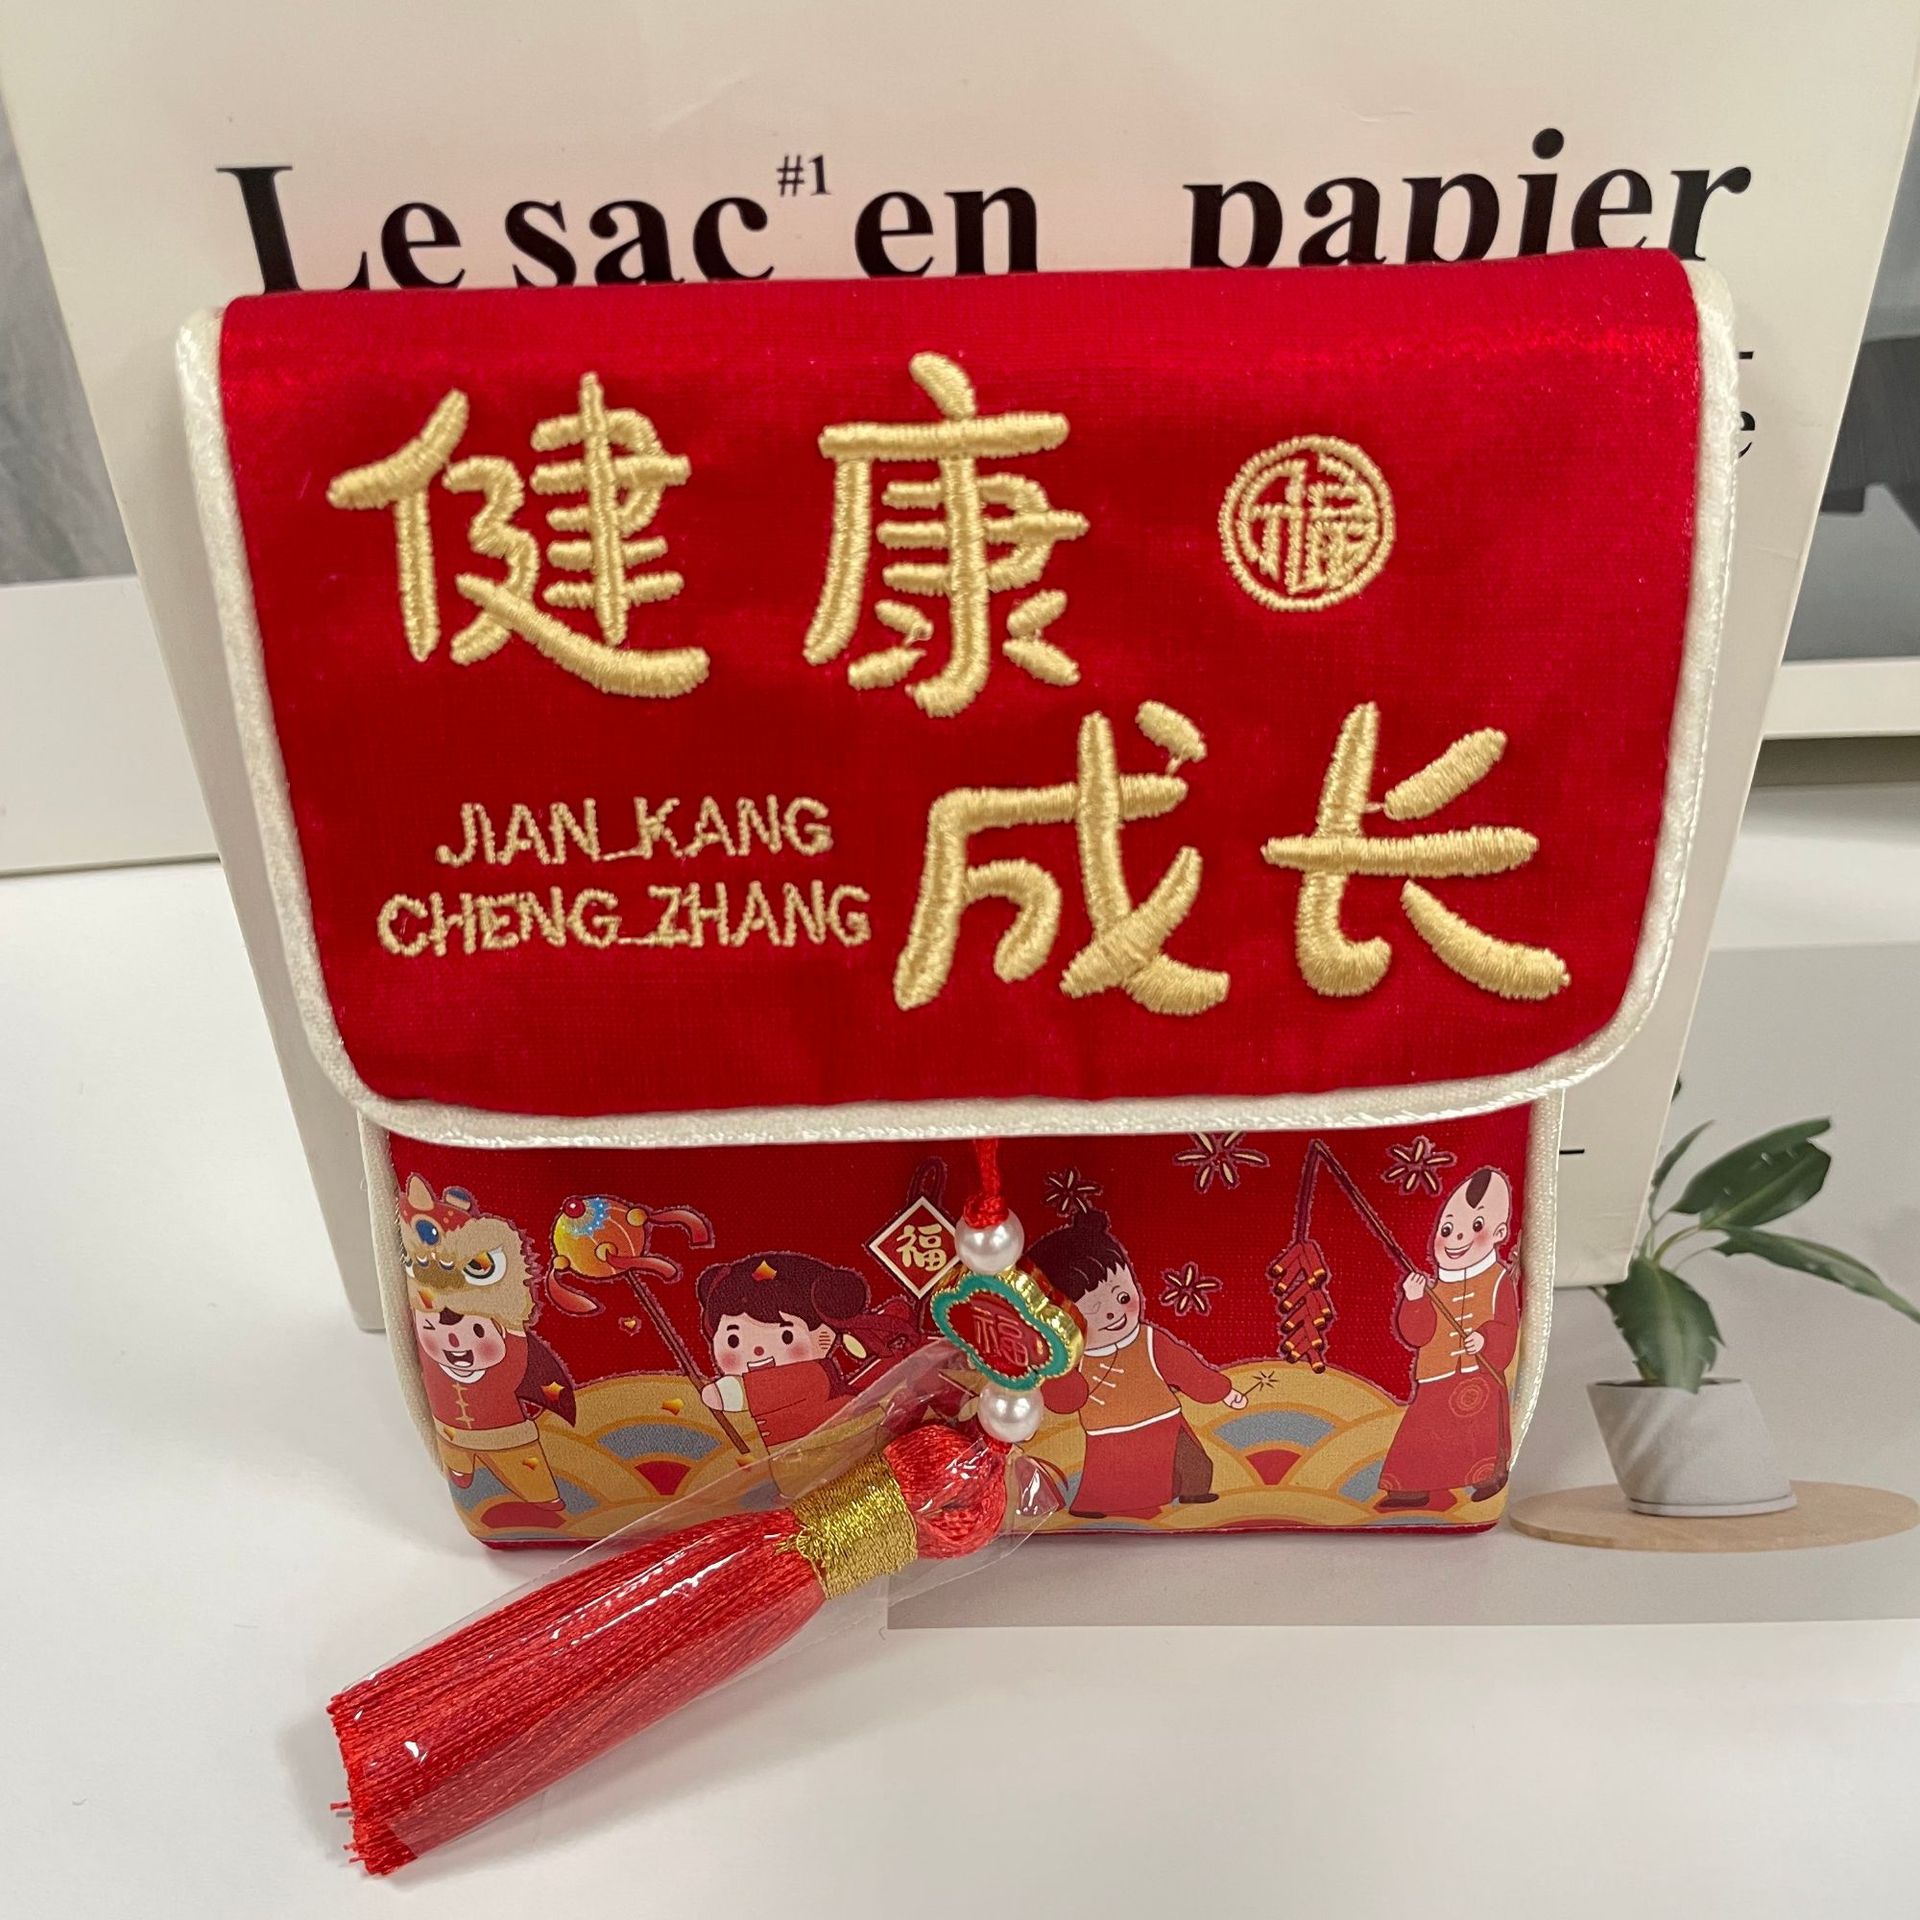 Le sac #1 en papier
健康
福
成长
JIAN_KANG
CHENG_ZHANG
福
福